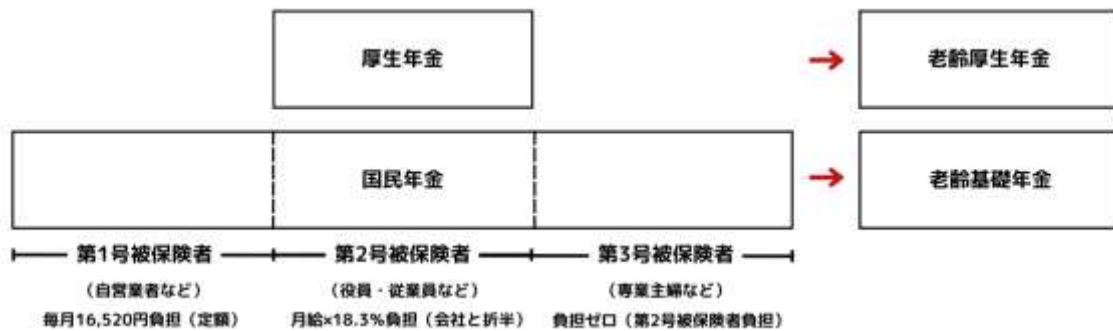 厚生年金
老齢厚生年金
国民年金
老齢基礎年金
第1号被保険者
第2号被保険者
第3号被保険者
（自営業者など）
（役員・従業員など）
（専業主婦など）
毎月16,520円負担（定額）
月給×18.3%負担（会社と折半）
負担ゼロ（第2号被保険者負担）